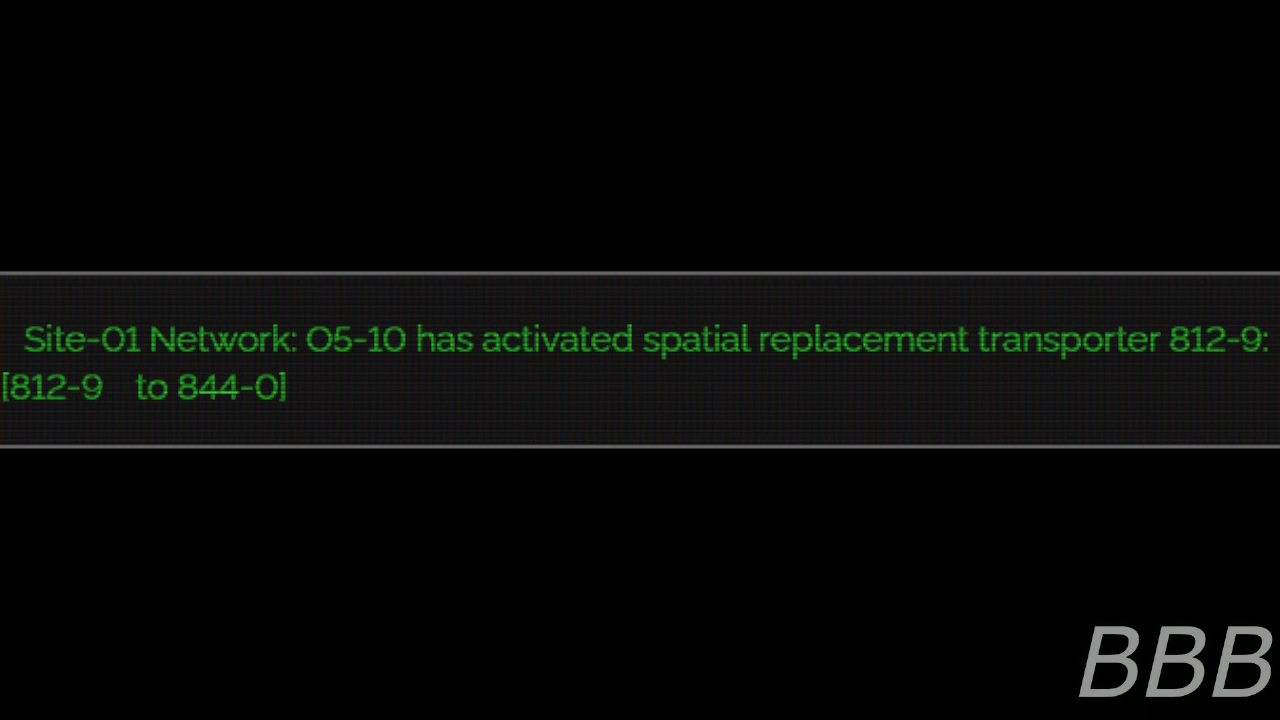 Site-01 Network: O5-10 has activated spatial replacement transporter 812-9:
[812-9 to 844-0]
BBB